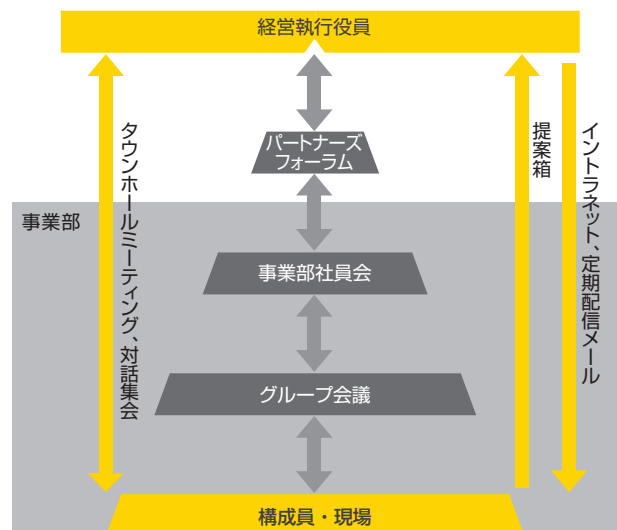 経営執行役員
パートナーズ
フォーラム
事業部
事業部社員会
グループ会議
構成員・現場
タウンホールミーティング、対話集会
提案箱
イントラネット、定期配信メール